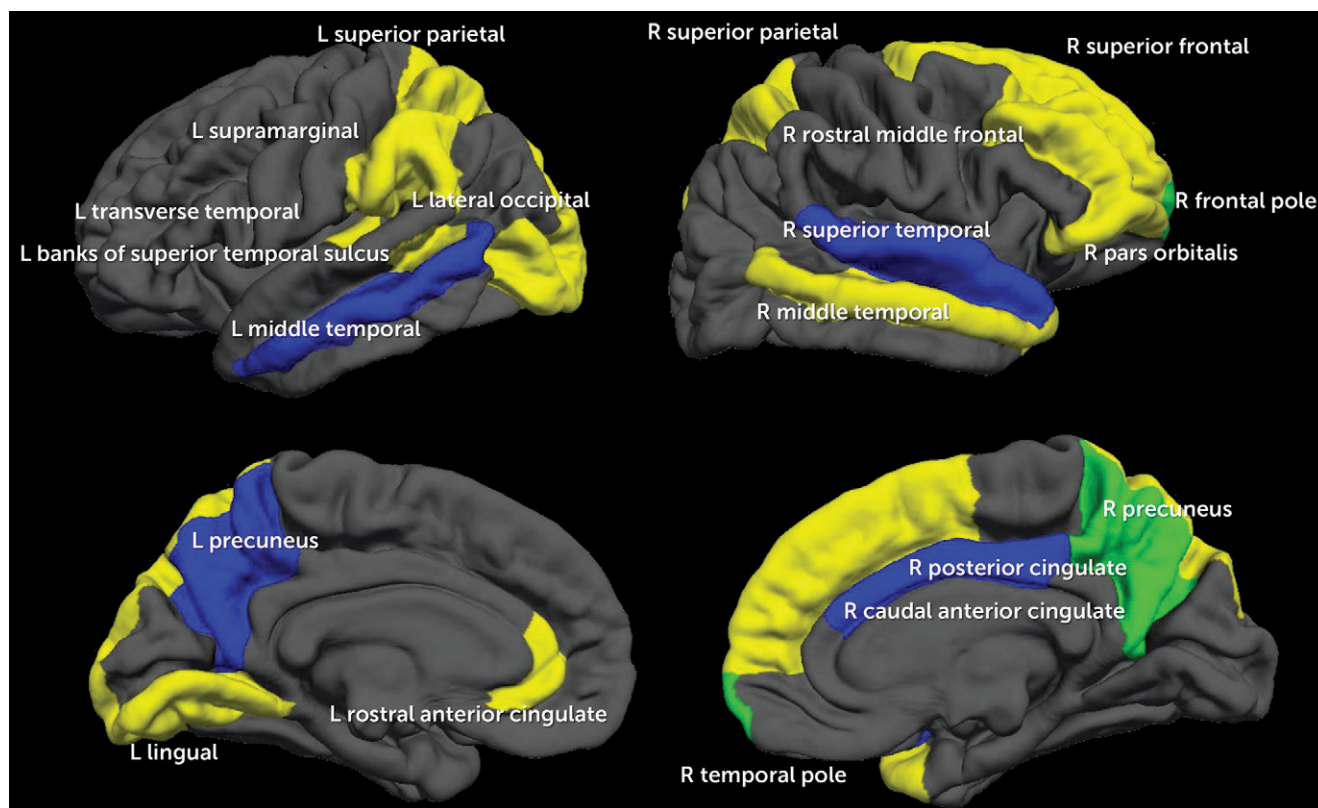 L superior parietal
L supramarginal
L transverse temporal
L lateral occipital
L banks of superior temporal sulcus
L middle temporal
R superior parietal
R superior frontal
R rostral middle frontal
R frontal pole
R superior temporal
R pars orbitalis
R middle temporal
L precuneus
L rostral anterior cingulate
L lingual
R precuneus
R posterior cingulate
R caudal anterior cingulate
R temporal pole